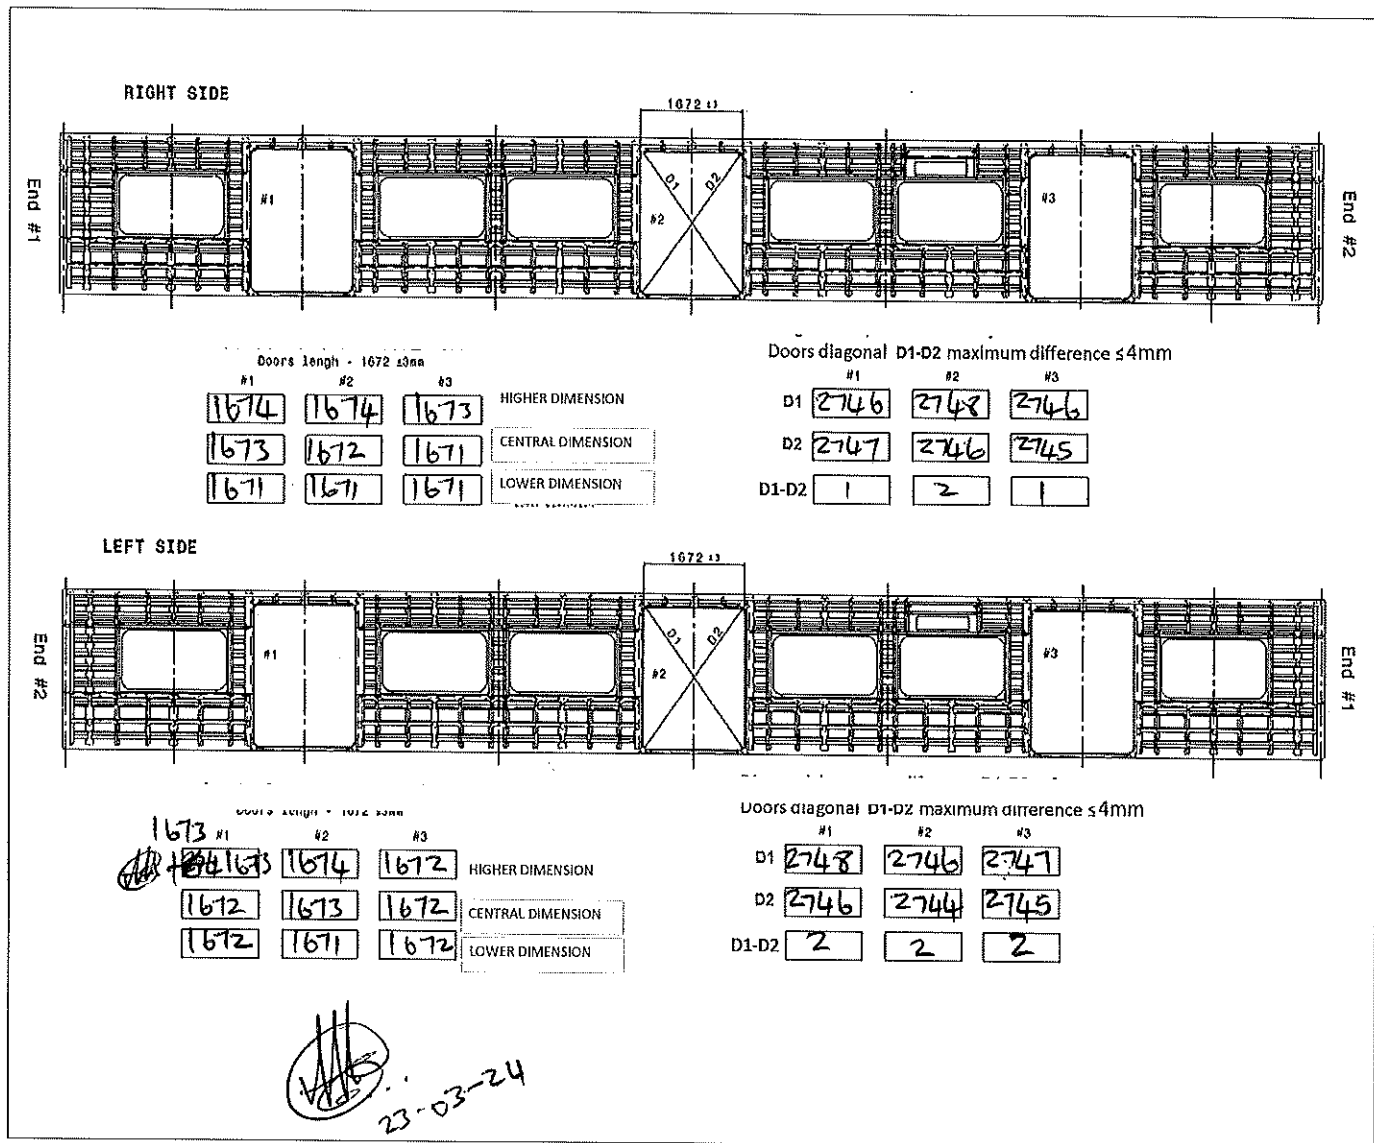 RIGHT SIDE
1672 ±3
End #1
#1
D1 D2
#2
#3
End #2
Doors lengh - 1672 ±3mm
#1 #2 #3
1674 1674 1673 HIGHER DIMENSION
1673 1672 1671 CENTRAL DIMENSION
1671 1671 1671 LOWER DIMENSION
Doors diagonal D1-D2 maximum difference ≤4mm
#1 #2 #3
D1 2746 2748 2746
D2 2747 2746 2745
D1-D2 1 2 1
LEFT SIDE
1672 ±3
End #2
#1
D1 D2
#2
#3
End #1
Doors lengh - 1672 ±3mm
1673
#1 #2 #3
1673 1674 1672 HIGHER DIMENSION
1672 1673 1672 CENTRAL DIMENSION
1672 1671 1672 LOWER DIMENSION
Doors diagonal D1-D2 maximum difference ≤4mm
#1 #2 #3
D1 2748 2746 2747
D2 2746 2744 2745
D1-D2 2 2 2
23-03-24